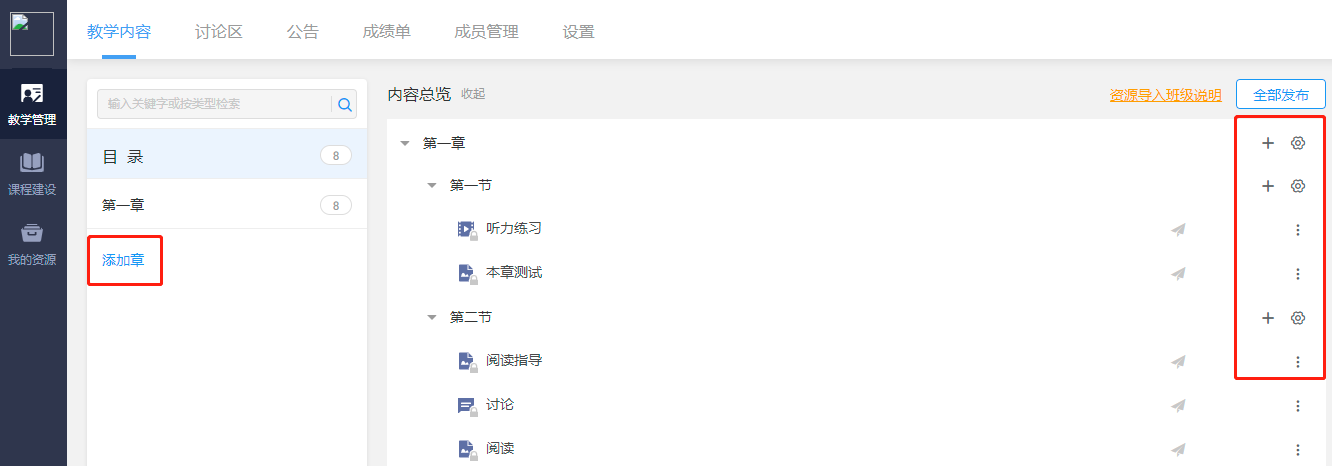 教学内容
讨论区
公告
成绩单
成员管理
设置
教学管理
课程建设
我的资源
输入关键字或按类型检索
目 录
8
第一章
8
添加章
内容总览
收起
资源导入班级说明
全部发布
第一章
第一节
听力练习
本章测试
第二节
阅读指导
讨论
阅读